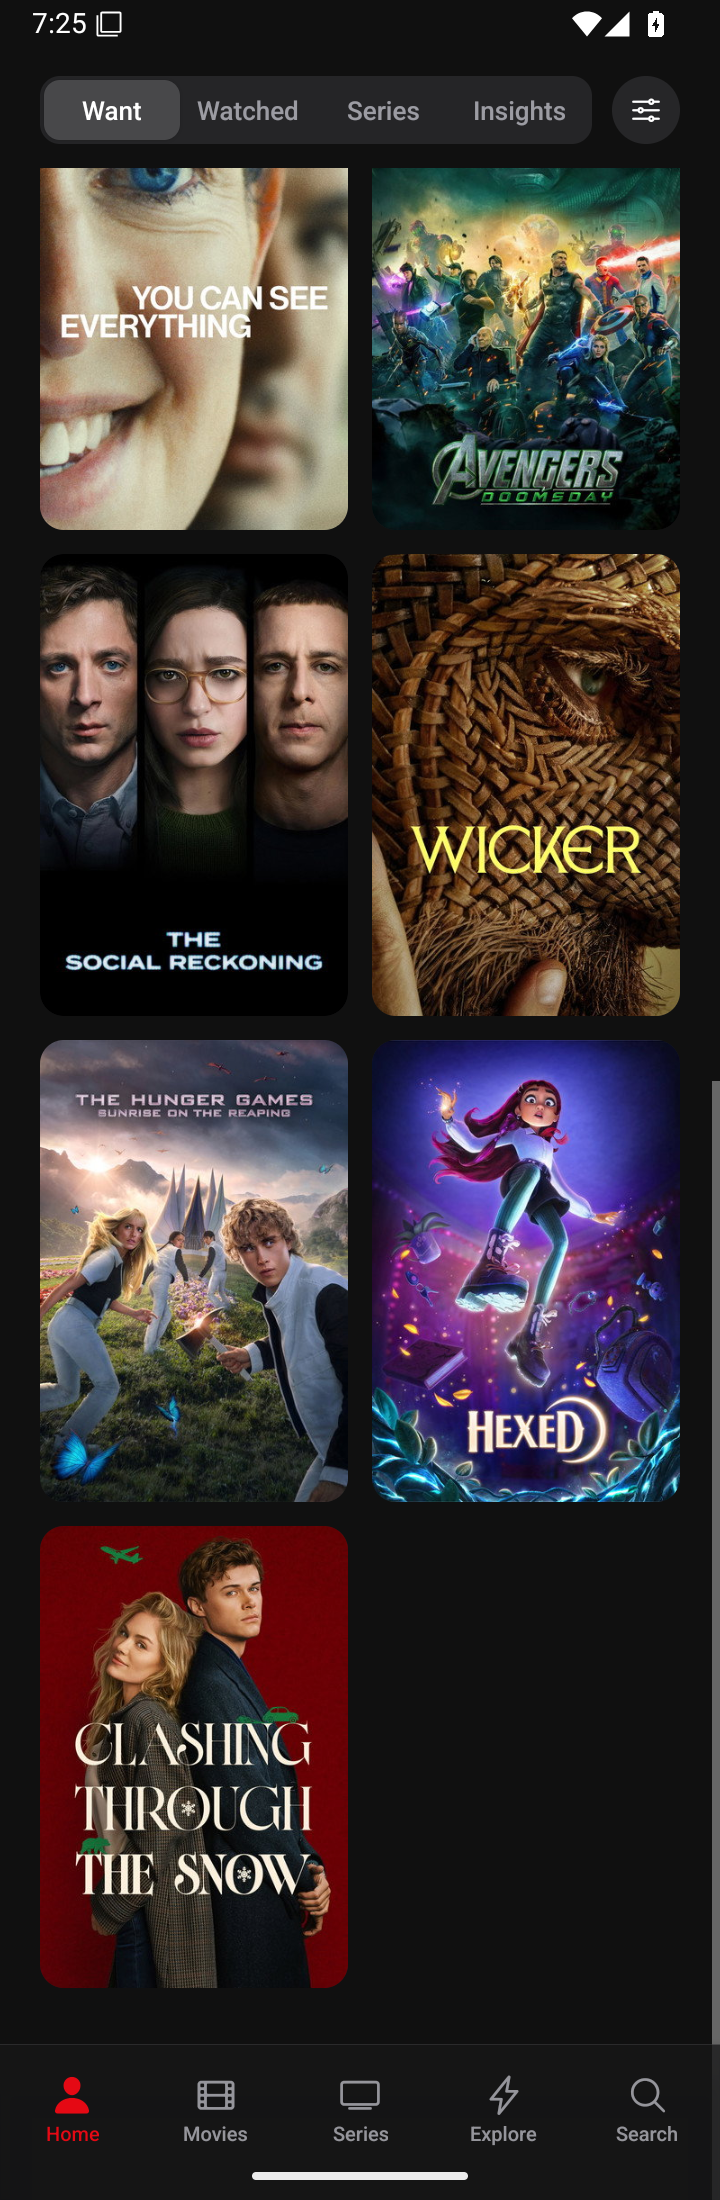 7:25
Want
Watched
Series
Insights
YOU CAN SEE
EVERYTHING
AVENGERS
DOOMSDAY
THE
SOCIAL RECKONING
WICKER
THE HUNGER GAMES
SUNRISE ON THE REAPING
HEXED
CLASHING
THROUGH
THE SNOW
Home
Movies
Series
Explore
Search